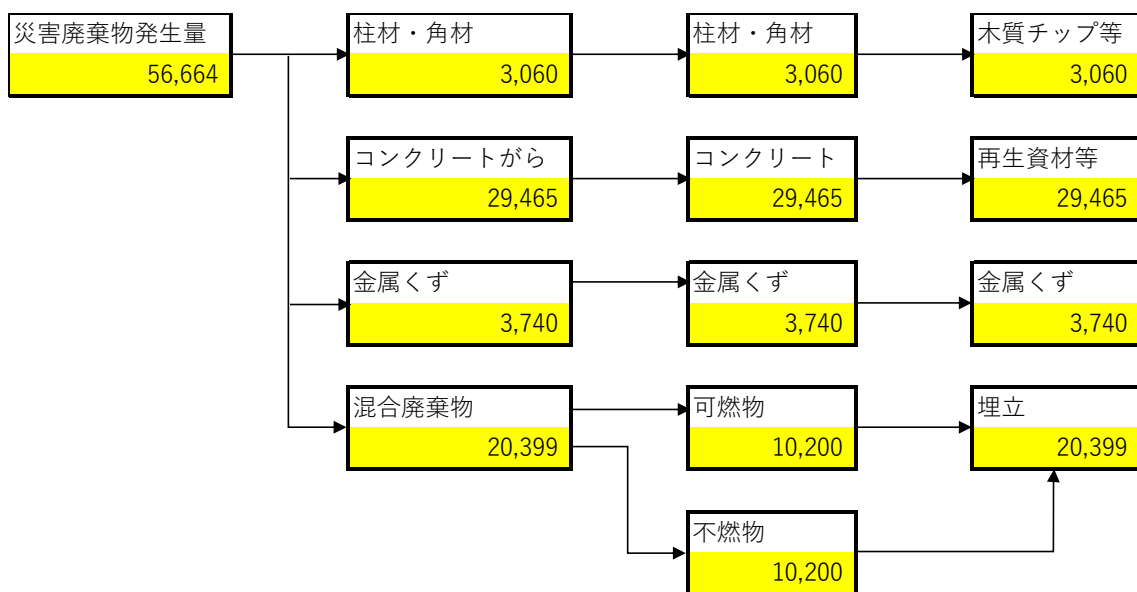 災害廃棄物発生量
56,664
柱材・角材
3,060
柱材・角材
3,060
木質チップ等
3,060
コンクリートがら
29,465
コンクリート
29,465
再生資材等
29,465
金属くず
3,740
金属くず
3,740
金属くず
3,740
混合廃棄物
20,399
可燃物
10,200
埋立
20,399
不燃物
10,200